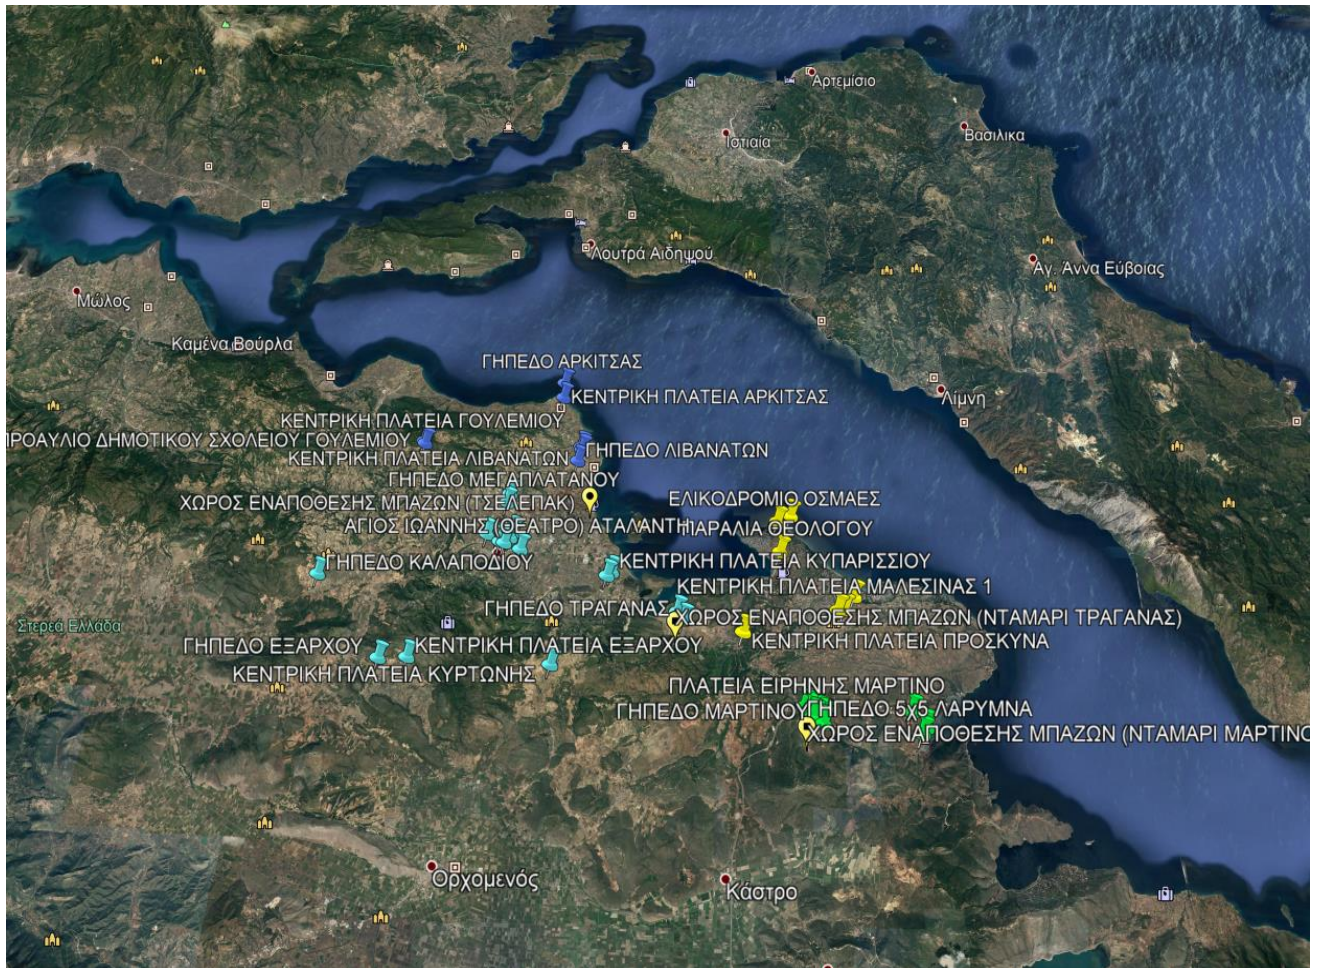 Αρτεμίσιο
Βασιλικα
Ιστιαία
Λουτρά Αιδηψού
Αγ. Άννα Εύβοιας
Μώλος
Καμένα Βούρλα
ΓΗΠΕΔΟ ΑΡΚΙΤΣΑΣ
ΚΕΝΤΡΙΚΗ ΠΛΑΤΕΙΑ ΑΡΚΙΤΣΑΣ
Λίμνη
ΚΕΝΤΡΙΚΗ ΠΛΑΤΕΙΑ ΓΟΥΛΕΜΙΟΥ
ΠΡΟΑΥΛΙΟ ΔΗΜΟΤΙΚΟΥ ΣΧΟΛΕΙΟΥ ΓΟΥΛΕΜΙΟΥ
ΓΗΠΕΔΟ ΛΙΒΑΝΑΤΩΝ
ΚΕΝΤΡΙΚΗ ΠΛΑΤΕΙΑ ΛΙΒΑΝΑΤΩΝ
ΓΗΠΕΔΟ ΜΕΓΑΠΛΑΤΑΝΟΥ
ΧΩΡΟΣ ΕΝΑΠΟΘΕΣΗΣ ΜΠΑΖΩΝ (ΤΣΕΛΕΠΑΚ)
ΕΛΙΚΟΔΡΟΜΙΟ ΟΣΜΑΕΣ
ΑΓΙΟΣ ΙΩΑΝΝΗΣ (ΘΕΑΤΡΟ) ΑΤΑΛΑΝΤΗ
ΠΑΡΑΛΙΑ ΘΕΟΛΟΓΟΥ
ΓΗΠΕΔΟ ΚΑΛΑΠΟΔΙΟΥ
ΚΕΝΤΡΙΚΗ ΠΛΑΤΕΙΑ ΚΥΠΑΡΙΣΣΙΟΥ
ΚΕΝΤΡΙΚΗ ΠΛΑΤΕΙΑ ΜΑΛΕΣΙΝΑΣ 1
ΓΗΠΕΔΟ ΤΡΑΓΑΝΑΣ
ΧΩΡΟΣ ΕΝΑΠΟΘΕΣΗΣ ΜΠΑΖΩΝ (ΝΤΑΜΑΡΙ ΤΡΑΓΑΝΑΣ)
Στερεά Ελλάδα
ΚΕΝΤΡΙΚΗ ΠΛΑΤΕΙΑ ΠΡΟΣΚΥΝΑ
ΓΗΠΕΔΟ ΕΞΑΡΧΟΥ
ΚΕΝΤΡΙΚΗ ΠΛΑΤΕΙΑ ΕΞΑΡΧΟΥ
ΚΕΝΤΡΙΚΗ ΠΛΑΤΕΙΑ ΚΥΡΤΩΝΗΣ
ΠΛΑΤΕΙΑ ΕΙΡΗΝΗΣ ΜΑΡΤΙΝΟ
ΓΗΠΕΔΟ ΜΑΡΤΙΝΟΥ
ΓΗΠΕΔΟ 5x5 ΛΑΡΥΜΝΑ
ΧΩΡΟΣ ΕΝΑΠΟΘΕΣΗΣ ΜΠΑΖΩΝ (ΝΤΑΜΑΡΙ ΜΑΡΤΙΝΟ
Ορχομενός
Κάστρο